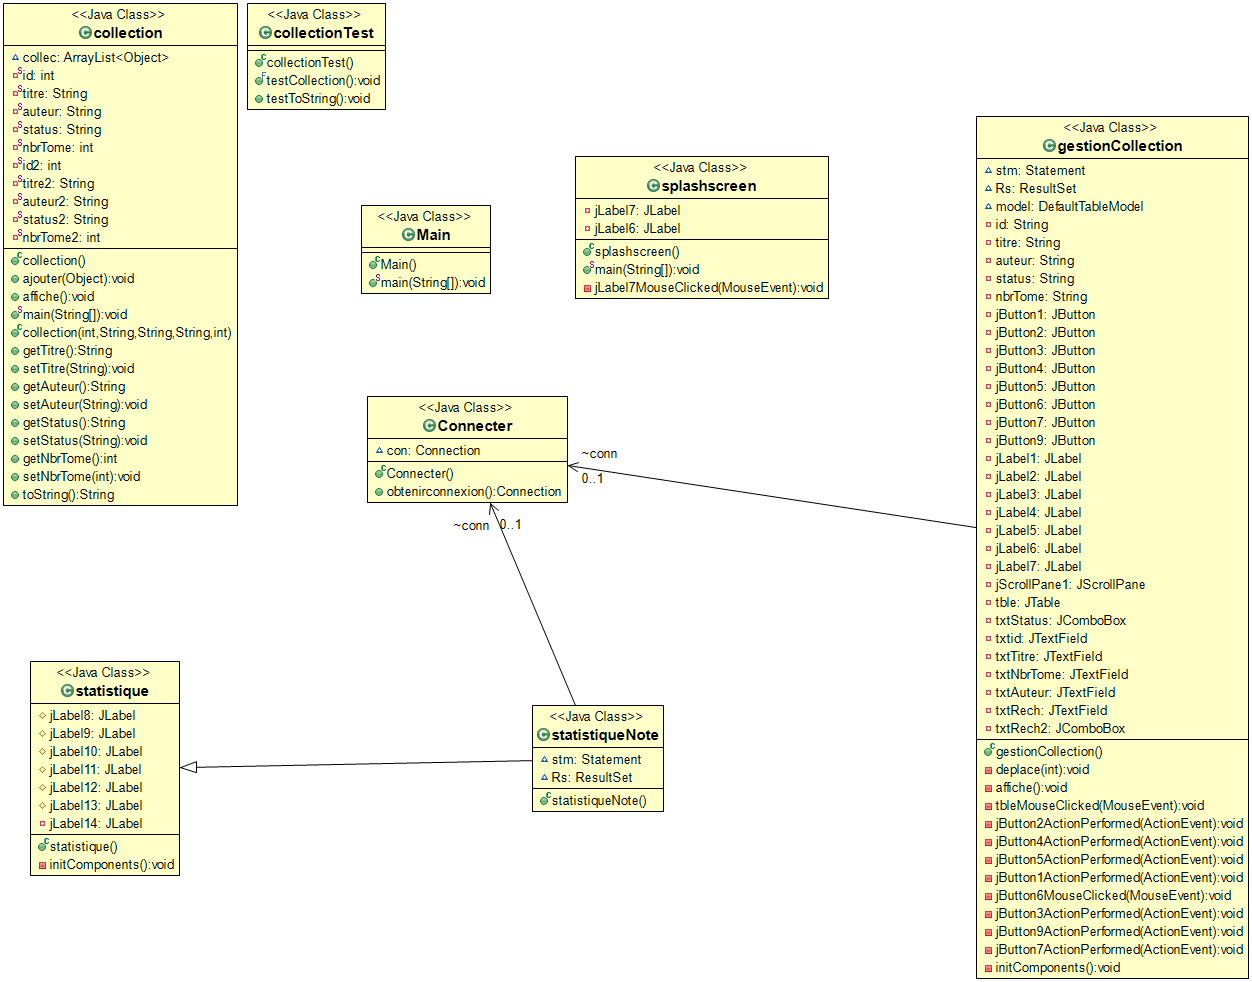 <<Java Class>>
collection
collec: ArrayList<Object>
id: int
titre: String
auteur: String
status: String
nbrTome: int
id2: int
titre2: String
auteur2: String
status2: String
nbrTome2: int
collection()
ajouter(Object):void
affiche():void
main(String[]):void
collection(int,String,String,String,int)
getTitre():String
setTitre(String):void
getAuteur():String
setAuteur(String):void
getStatus():String
setStatus(String):void
getNbrTome():int
setNbrTome(int):void
toString():String
<<Java Class>>
collectionTest
collectionTest()
testCollection():void
testToString():void
<<Java Class>>
Main
Main()
main(String[]):void
<<Java Class>>
splashscreen
jLabel7: JLabel
jLabel6: JLabel
splashscreen()
main(String[]):void
jLabel7MouseClicked(MouseEvent):void
<<Java Class>>
Connecter
con: Connection
Connecter()
obtenirconnexion():Connection
~conn
0..1
~conn
0..1
<<Java Class>>
statistique
jLabel8: JLabel
jLabel9: JLabel
jLabel10: JLabel
jLabel11: JLabel
jLabel12: JLabel
jLabel13: JLabel
jLabel14: JLabel
statistique()
initComponents():void
<<Java Class>>
statistiqueNote
stm: Statement
Rs: ResultSet
statistiqueNote()
<<Java Class>>
gestionCollection
stm: Statement
Rs: ResultSet
model: DefaultTableModel
id: String
titre: String
auteur: String
status: String
nbrTome: String
jButton1: JButton
jButton2: JButton
jButton3: JButton
jButton4: JButton
jButton5: JButton
jButton6: JButton
jButton7: JButton
jButton9: JButton
jLabel1: JLabel
jLabel2: JLabel
jLabel3: JLabel
jLabel4: JLabel
jLabel5: JLabel
jLabel6: JLabel
jLabel7: JLabel
jScrollPane1: JScrollPane
tble: JTable
txtStatus: JComboBox
txtid: JTextField
txtTitre: JTextField
txtNbrTome: JTextField
txtAuteur: JTextField
txtRech: JTextField
txtRech2: JComboBox
gestionCollection()
deplace(int):void
affiche():void
tbleMouseClicked(MouseEvent):void
jButton2ActionPerformed(ActionEvent):void
jButton4ActionPerformed(ActionEvent):void
jButton5ActionPerformed(ActionEvent):void
jButton1ActionPerformed(ActionEvent):void
jButton6MouseClicked(MouseEvent):void
jButton3ActionPerformed(ActionEvent):void
jButton9ActionPerformed(ActionEvent):void
jButton7ActionPerformed(ActionEvent):void
initComponents():void